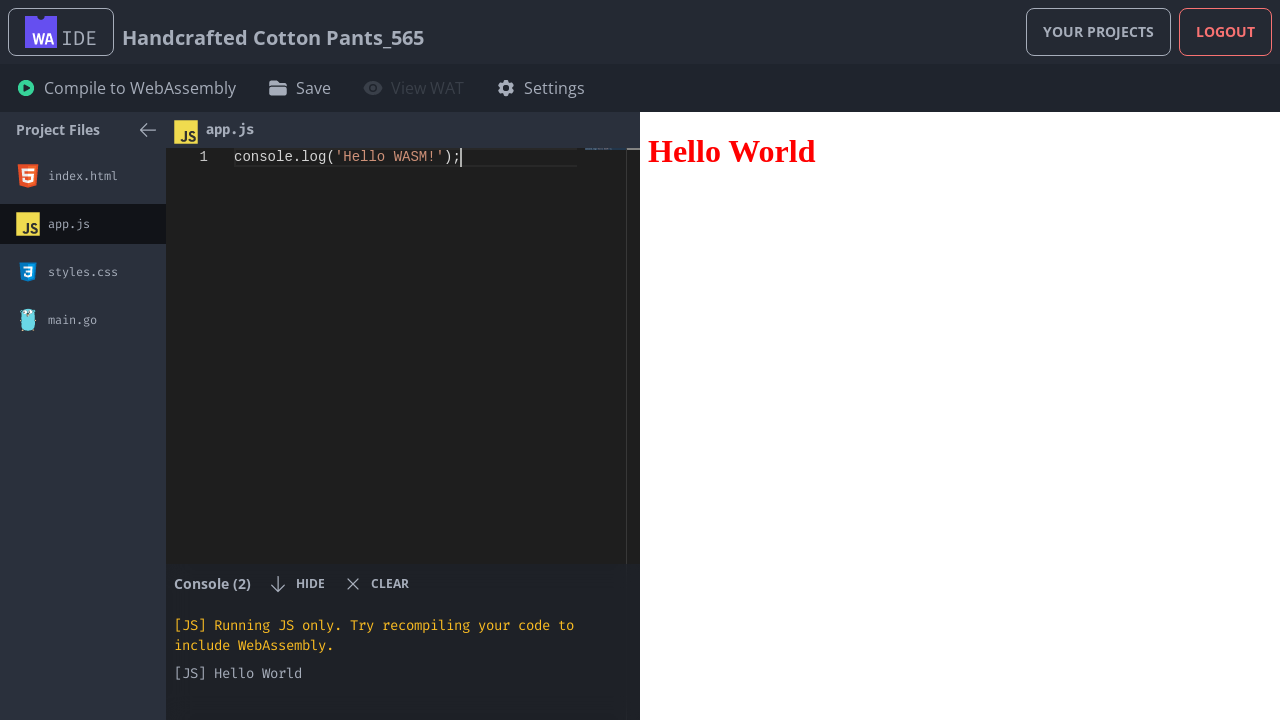 WA IDE
Handcrafted Cotton Pants_565
YOUR PROJECTS
LOGOUT
Compile to WebAssembly
Save
View WAT
Settings
Project Files
index.html
JS app.js
styles.css
main.go
JS app.js
1 console.log('Hello WASM!');
Console (2)
HIDE
CLEAR
[JS] Running JS only. Try recompiling your code to
include WebAssembly.
[JS] Hello World
Hello World